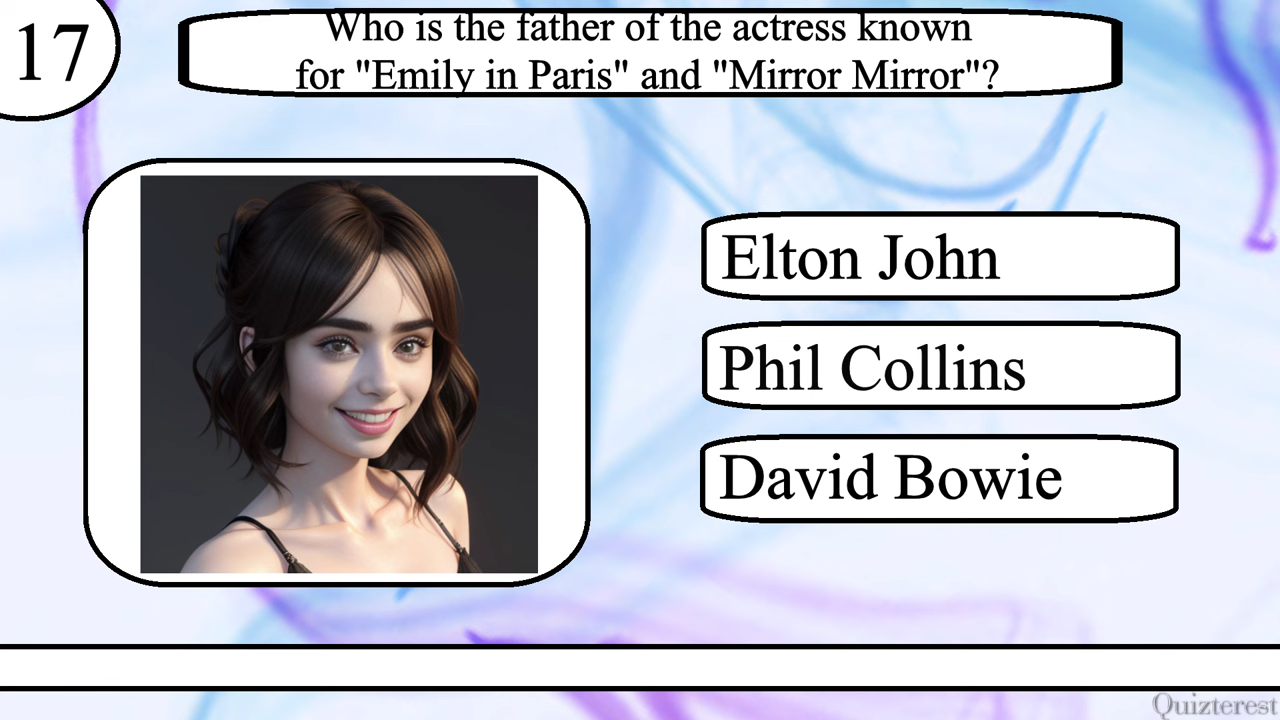 17
Who is the father of the actress known
for "Emily in Paris" and "Mirror Mirror"?
Elton John
Phil Collins
David Bowie
Quizterest